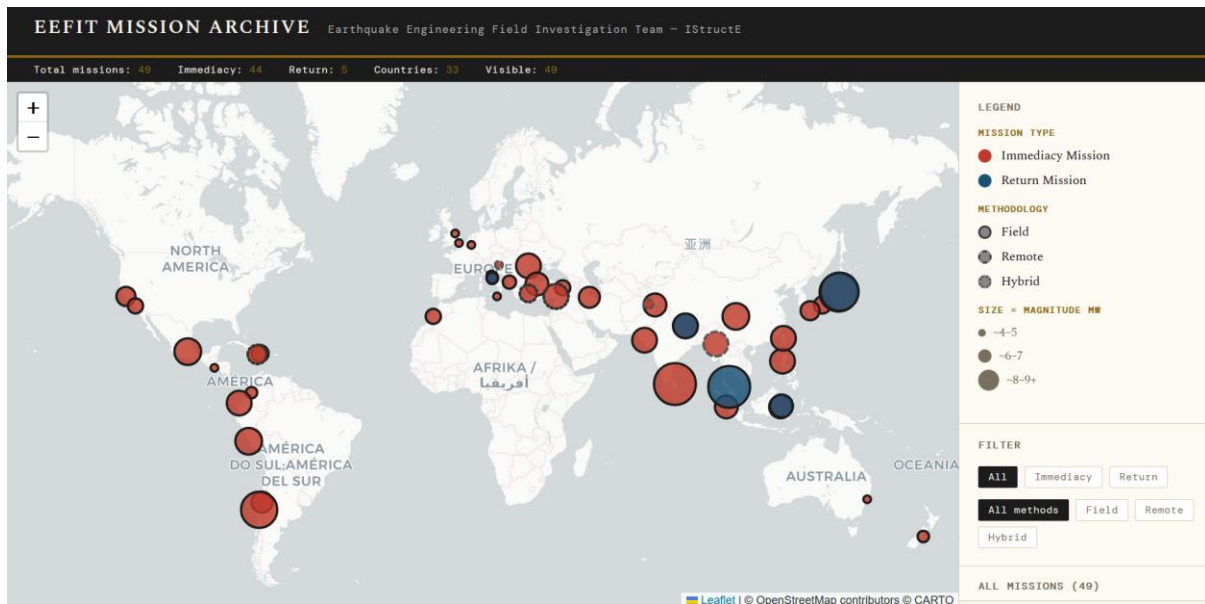 EEFIT MISSION ARCHIVE Earthquake Engineering Field Investigation Team — IStructE
Total missions: 49 Immediacy: 44 Return: 5 Countries: 33 Visible: 49
+
−
NORTH
AMERICA
EUROPE
亚洲
AFRIKA /
أفريقيا
AMÉRICA
AMÉRICA
DO SUL;AMÉRICA
DEL SUR
AUSTRALIA
OCEANIA
Leaflet | © OpenStreetMap contributors © CARTO
LEGEND
MISSION TYPE
Immediacy Mission
Return Mission
METHODOLOGY
Field
Remote
Hybrid
SIZE = MAGNITUDE MW
~4–5
~6–7
~8–9+
FILTER
All Immediacy Return
All methods Field Remote
Hybrid
ALL MISSIONS (49)